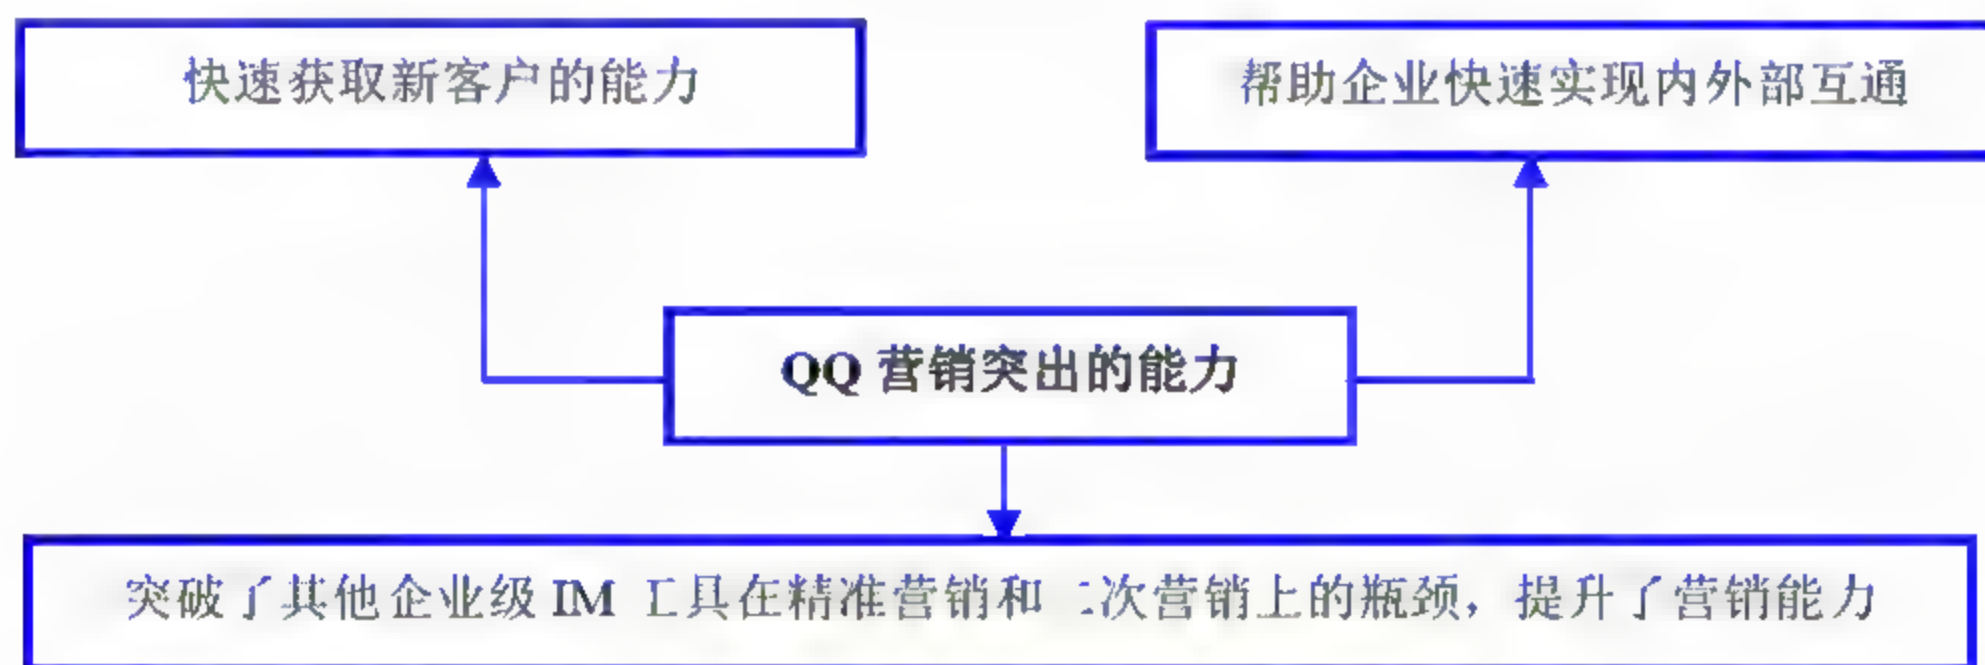 快速获取新客户的能力
帮助企业快速实现内外部互通
QQ 营销突出的能力
突破了其他企业级 IM 工具在精准营销和二次营销上的瓶颈，提升了营销能力